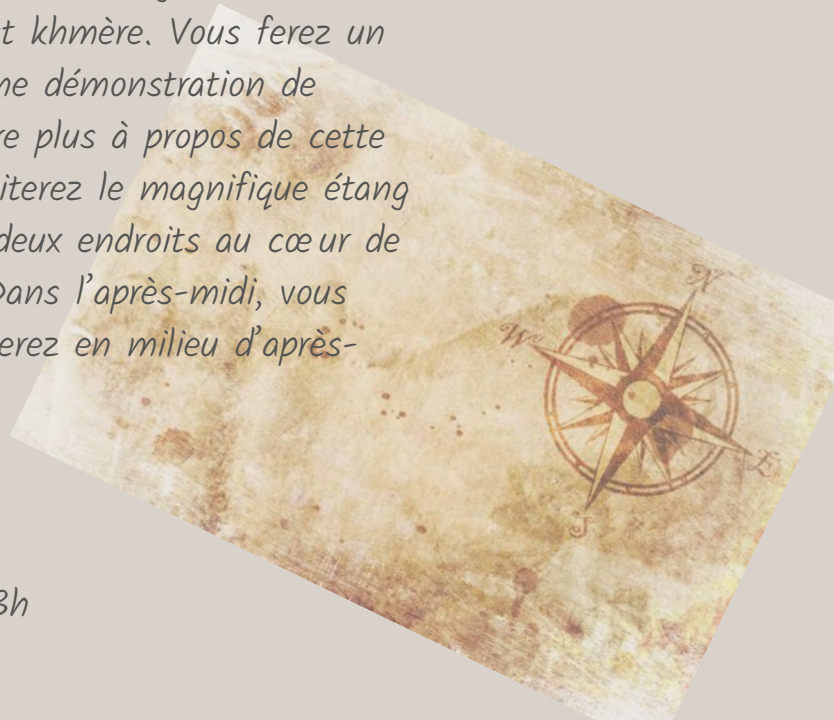 t khmère. Vous ferez un
ne démonstration de
re plus à propos de cette
iterez le magnifique étang
deux endroits au cœur de
Dans l’après-midi, vous
erez en milieu d’après-
N
W
E
S
3h